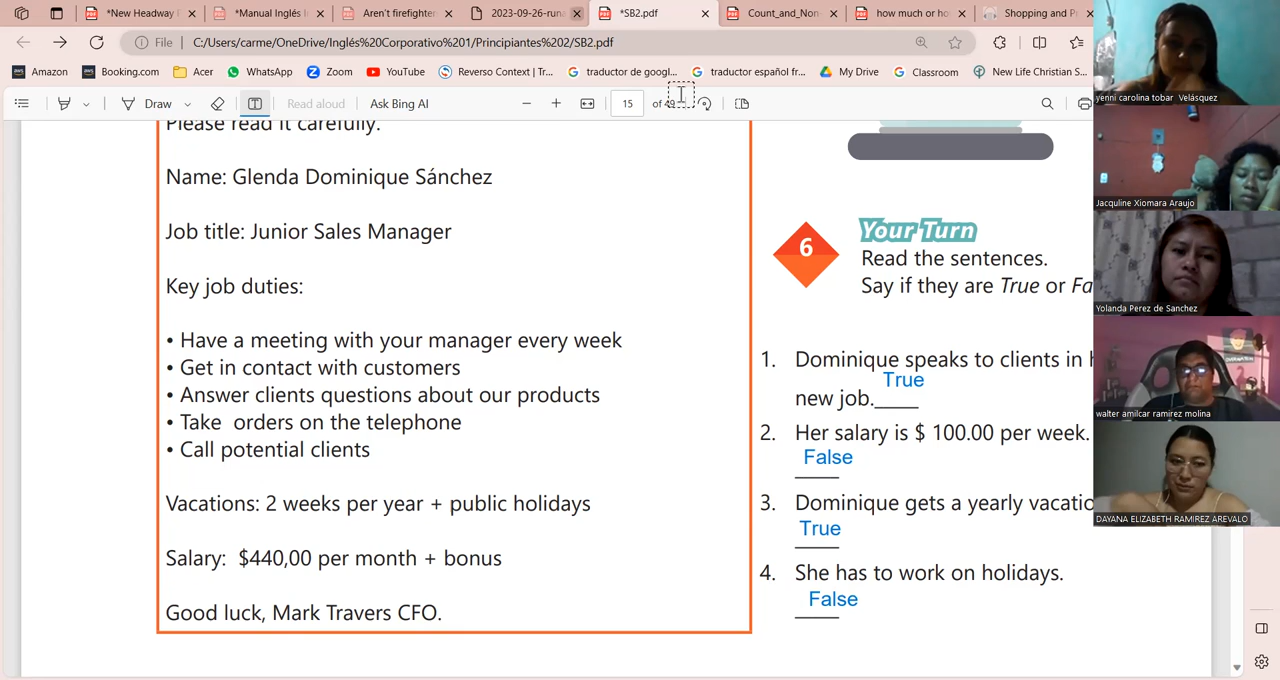 *New Headway
*Manual Inglés I
Aren't firefighter
2023-09-26-runa
*SB2.pdf
Count_and_Non
how much or ho
Shopping and P
File
C:/Users/carme/OneDrive/Inglés%20Corporativo%201/Principiantes%202/SB2.pdf
Amazon
Booking.com
Acer
WhatsApp
Zoom
YouTube
Reverso Context | Tr...
traductor de googl...
traductor español fr...
My Drive
Classroom
New Life Christian S...
Draw
Read aloud
Ask Bing AI
15
of
Please read it carefully.
Name: Glenda Dominique Sánchez
Job title: Junior Sales Manager
Key job duties:
• Have a meeting with your manager every week
• Get in contact with customers
• Answer clients questions about our products
• Take orders on the telephone
• Call potential clients
Vacations: 2 weeks per year + public holidays
Salary: $440,00 per month + bonus
Good luck, Mark Travers CFO.
6
Your Turn
Read the sentences.
Say if they are True or Fa
1. Dominique speaks to clients in h
True
new job.____
2. Her salary is $ 100.00 per week.
False
____
3. Dominique gets a yearly vacatio
True
____
4. She has to work on holidays.
False
____
yenni carolina tobar Velásquez
Jacquline Xiomara Araujo
Yolanda Perez de Sanchez
walter amilcar ramirez molina
DAYANA ELIZABETH RAMIREZ AREVALO